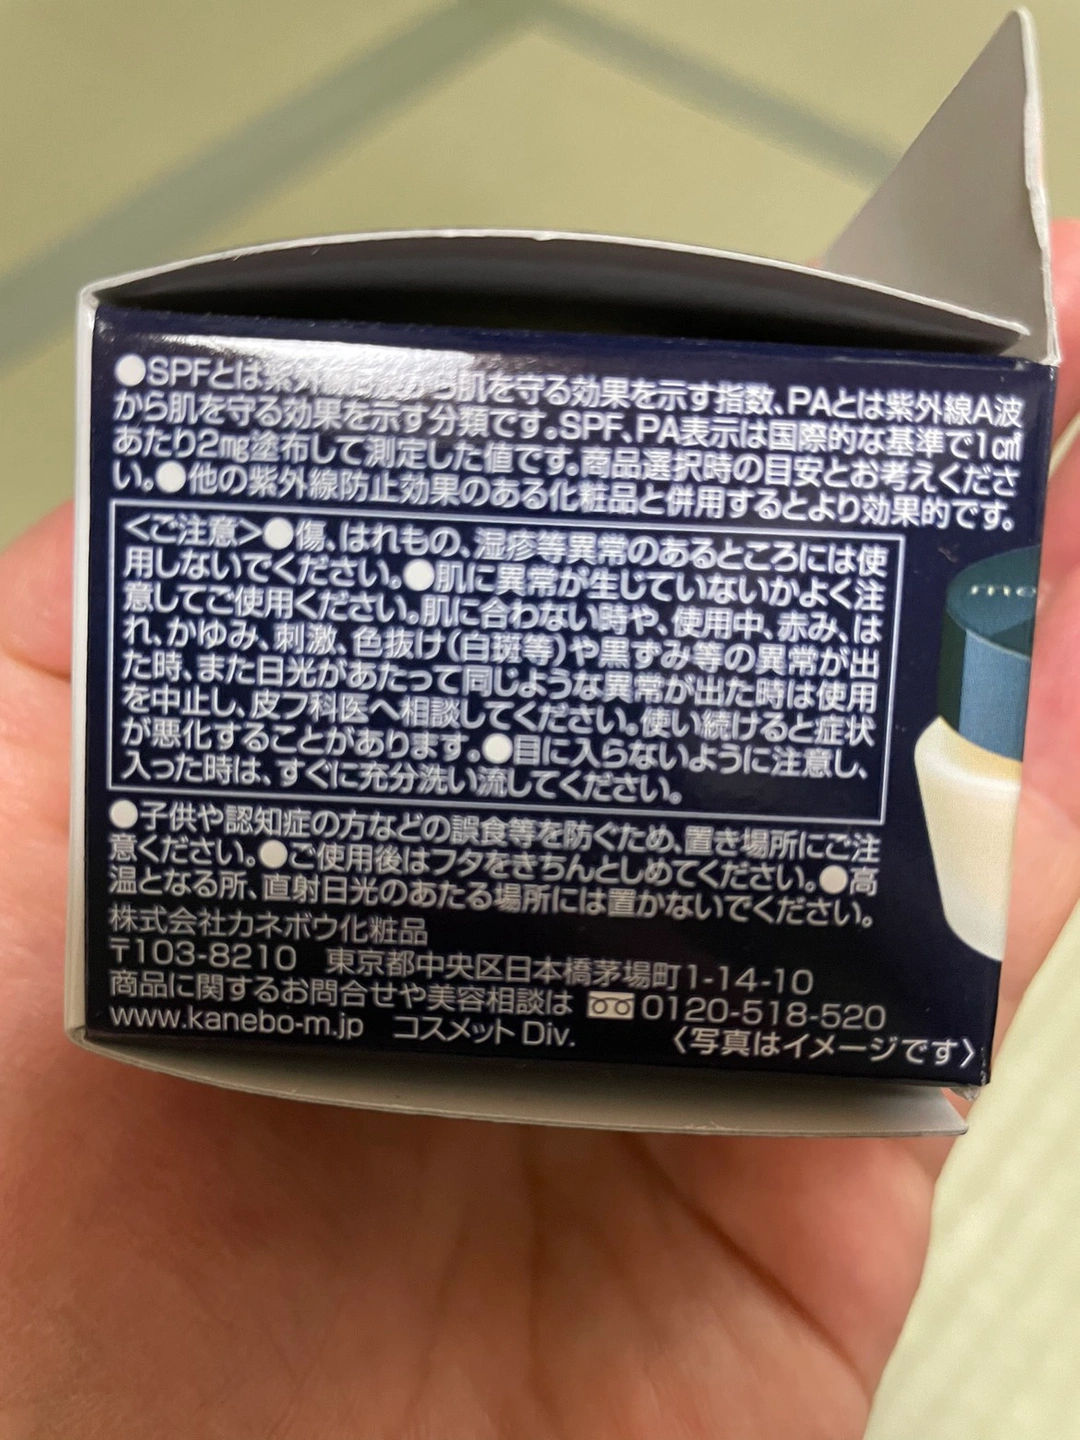 ●SPFとは紫外線B波から肌を守る効果を示す指数、PAとは紫外線A波
から肌を守る効果を示す分類です。SPF、PA表示は国際的な基準で1c㎡
あたり2㎎塗布して測定した値です。商品選択時の目安とお考えくださ
い。●他の紫外線防止効果のある化粧品と併用するとより効果的です。
<ご注意>●傷、はれもの、湿疹等異常のあるところには使
用しないでください。●肌に異常が生じていないかよく注
意してご使用ください。肌に合わない時や、使用中、赤み、は
れ、かゆみ、刺激、色抜け(白斑等)や黒ずみ等の異常が出
た時、また日光があたって同じような異常が出た時は使用
を中止し、皮フ科医へ相談してください。使い続けると症状
が悪化することがあります。●目に入らないように注意し、
入った時は、すぐに充分洗い流してください。
●子供や認知症の方などの誤食等を防ぐため、置き場所にご注
意ください。●ご使用後はフタをきちんとしめてください。●高
温となる所、直射日光のあたる場所には置かないでください。
株式会社カネボウ化粧品
〒103-8210 東京都中央区日本橋茅場町1-14-10
商品に関するお問合せや美容相談は 0120-518-520
www.kanebo-m.jp コスメット Div.
〈写真はイメージです〉